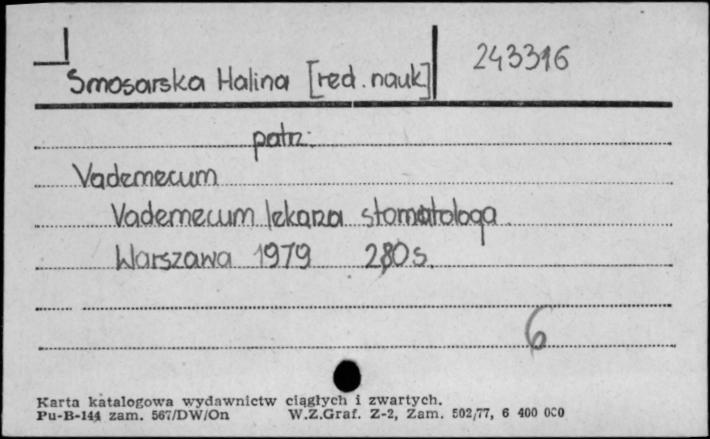 243316
Smosarska Halina [red. nauk]
patrz:
Vademecum
Vademecum lekarza stomatologa
Warszawa 1979 280 s.
6
Karta katalogowa wydawnictw ciągłych i zwartych.
Pu-B-144 zam. 567/DW/On W.Z.Graf. Z-2, Zam. 502/77, 6 400 000